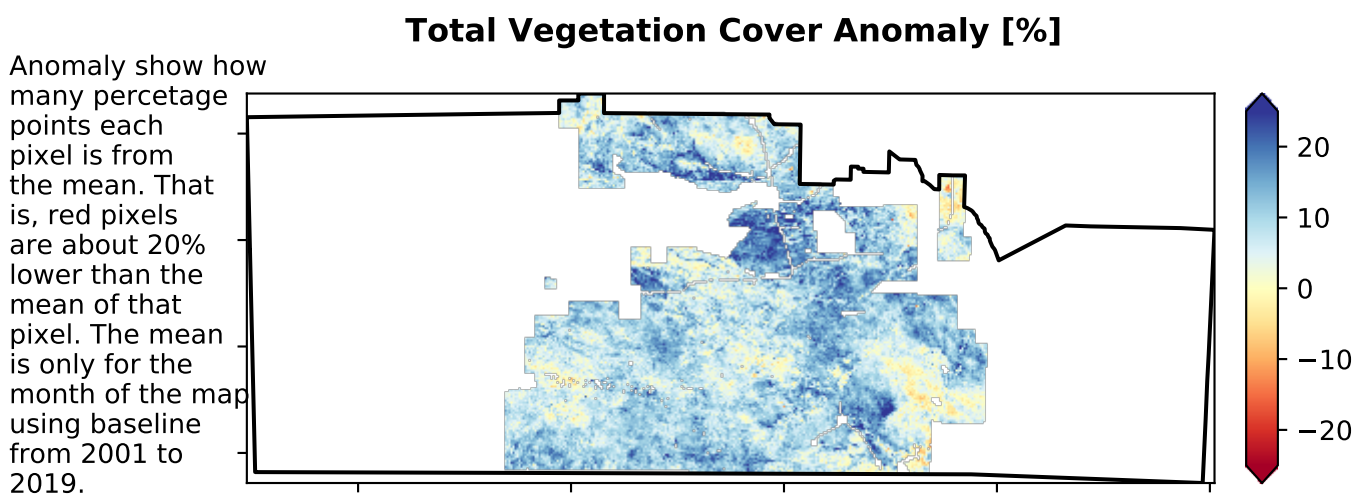 Total Vegetation Cover Anomaly [%]
Anomaly show how
many percetage
points each
pixel is from
the mean. That
is, red pixels
are about 20%
lower than the
mean of that
pixel. The mean
is only for the
month of the map
using baseline
from 2001 to
2019.
20
10
0
−10
−20